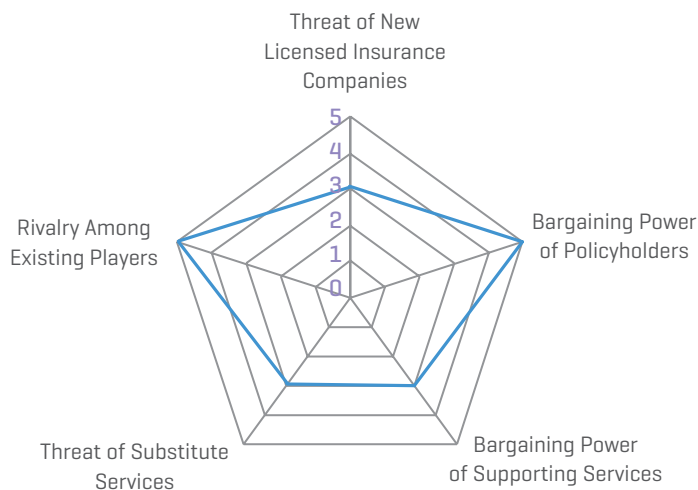 Threat of New
Licensed Insurance
Companies
5
4
3
2
1
0
Rivalry Among
Existing Players
Bargaining Power
of Policyholders
Threat of Substitute
Services
Bargaining Power
of Supporting Services